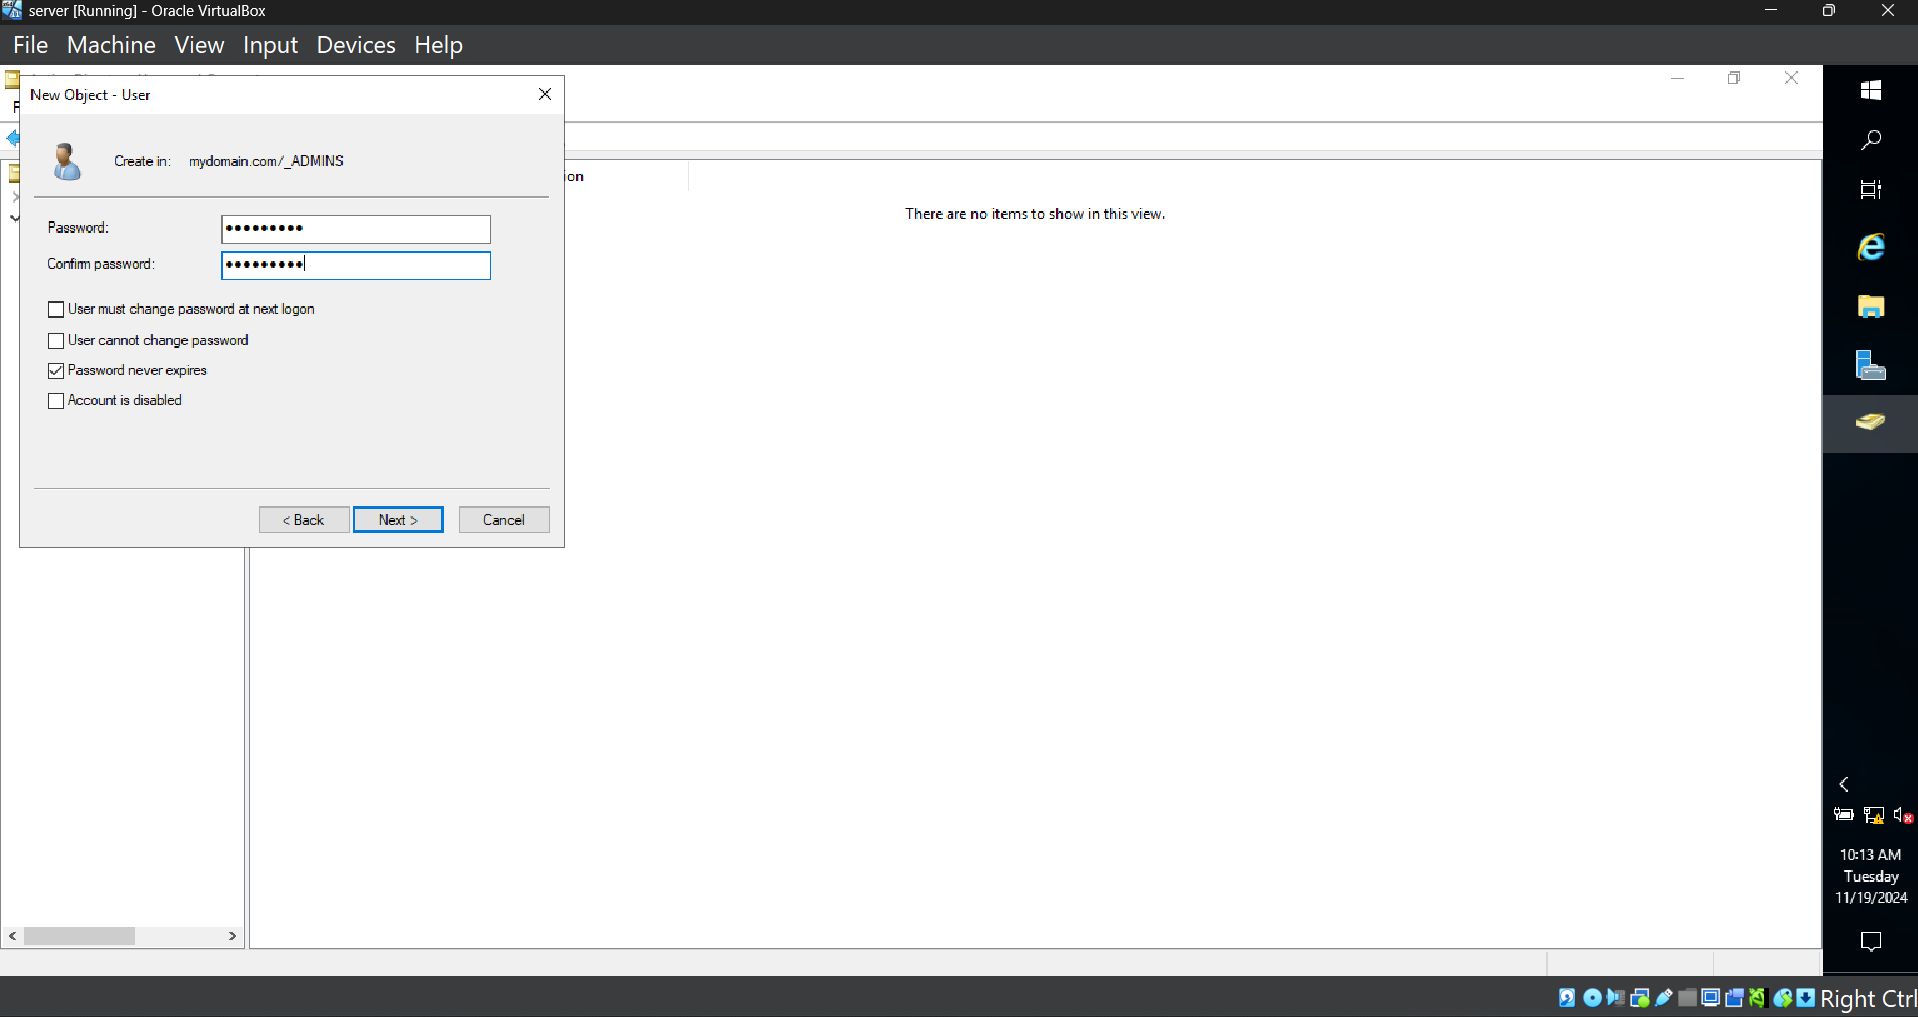 server [Running] - Oracle VirtualBox
File Machine View Input Devices Help
New Object - User
Create in: mydomain.com/_ADMINS
ion
There are no items to show in this view.
Password: •••••••••
Confirm password: •••••••••
User must change password at next logon
User cannot change password
Password never expires
Account is disabled
< Back Next > Cancel
10:13 AM
Tuesday
11/19/2024
Right Ctrl